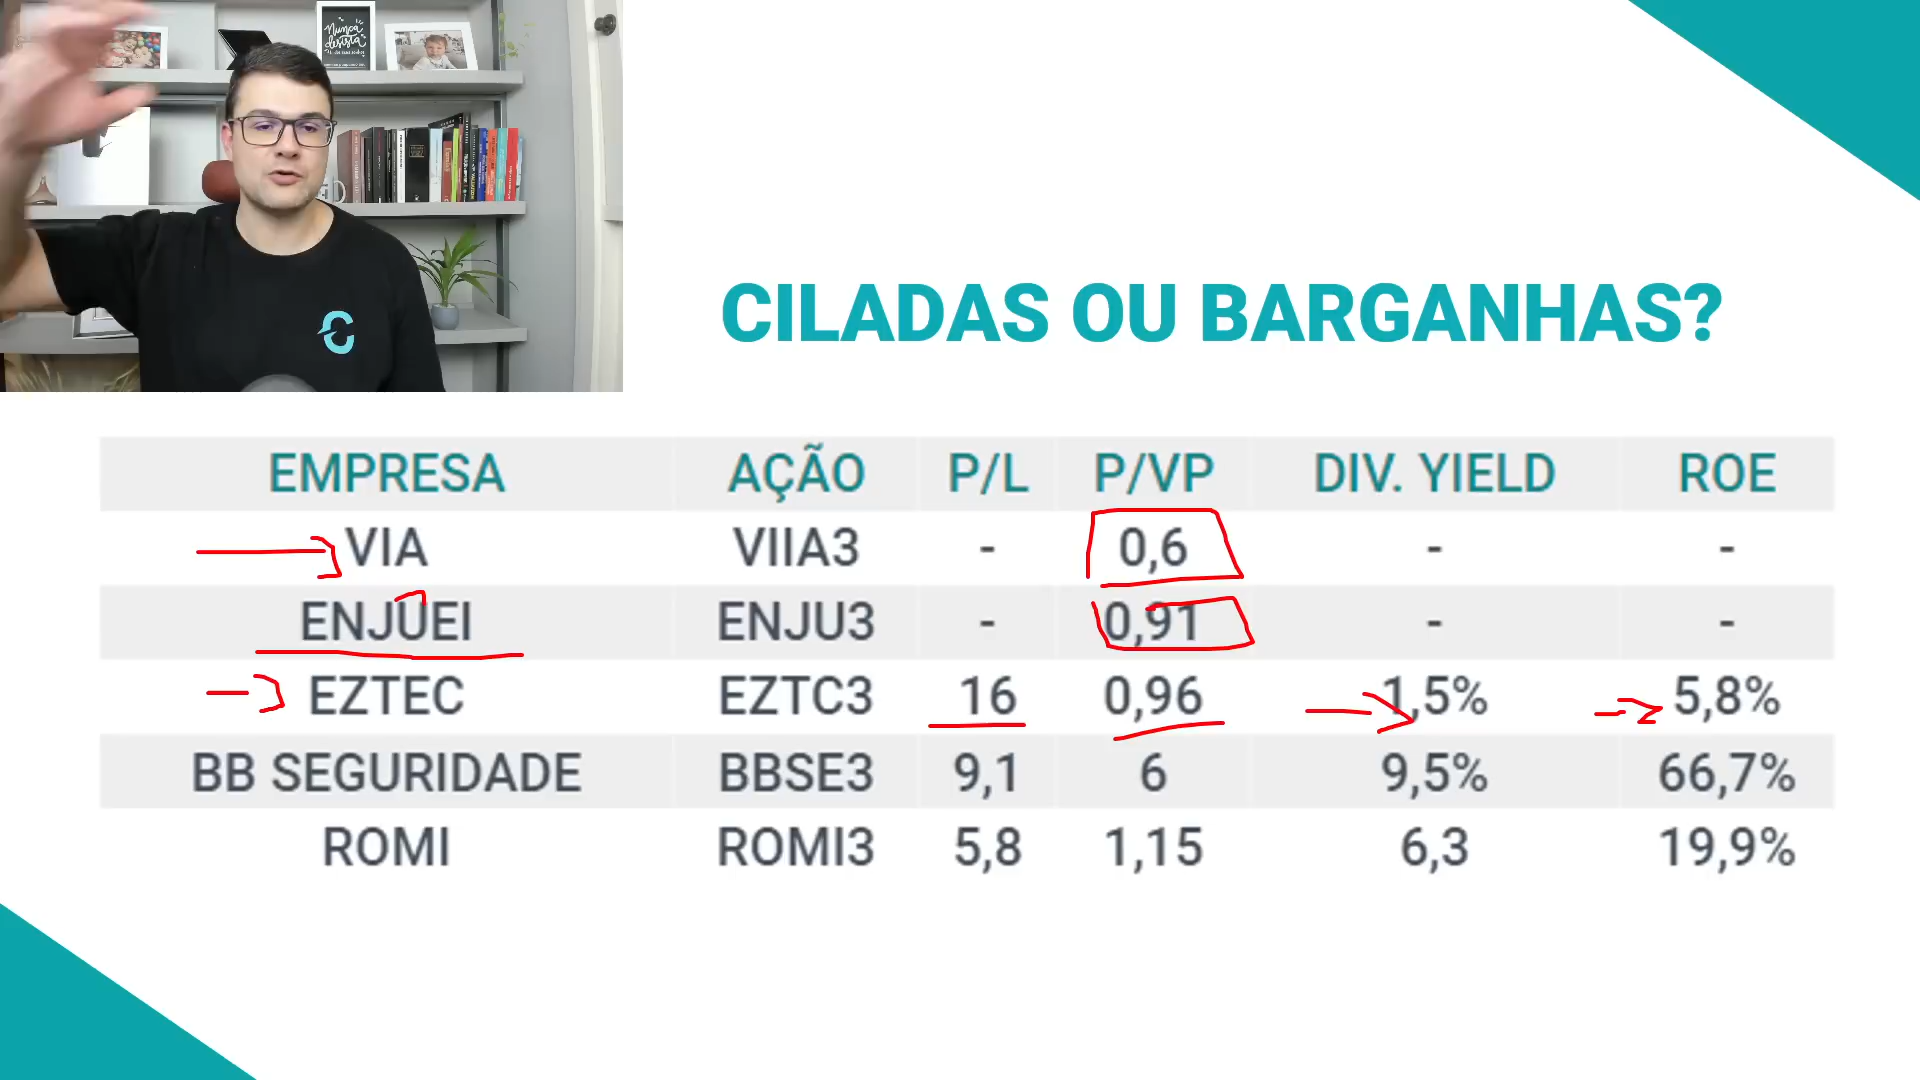 Nunca
desista
CILADAS OU BARGANHAS?
EMPRESA AÇÃO P/L P/VP DIV. YIELD ROE
VIA VIIA3 - 0,6 - -
ENJUEI ENJU3 - 0,91 - -
EZTEC EZTC3 16 0,96 1,5% 5,8%
BB SEGURIDADE BBSE3 9,1 6 9,5% 66,7%
ROMI ROMI3 5,8 1,15 6,3 19,9%